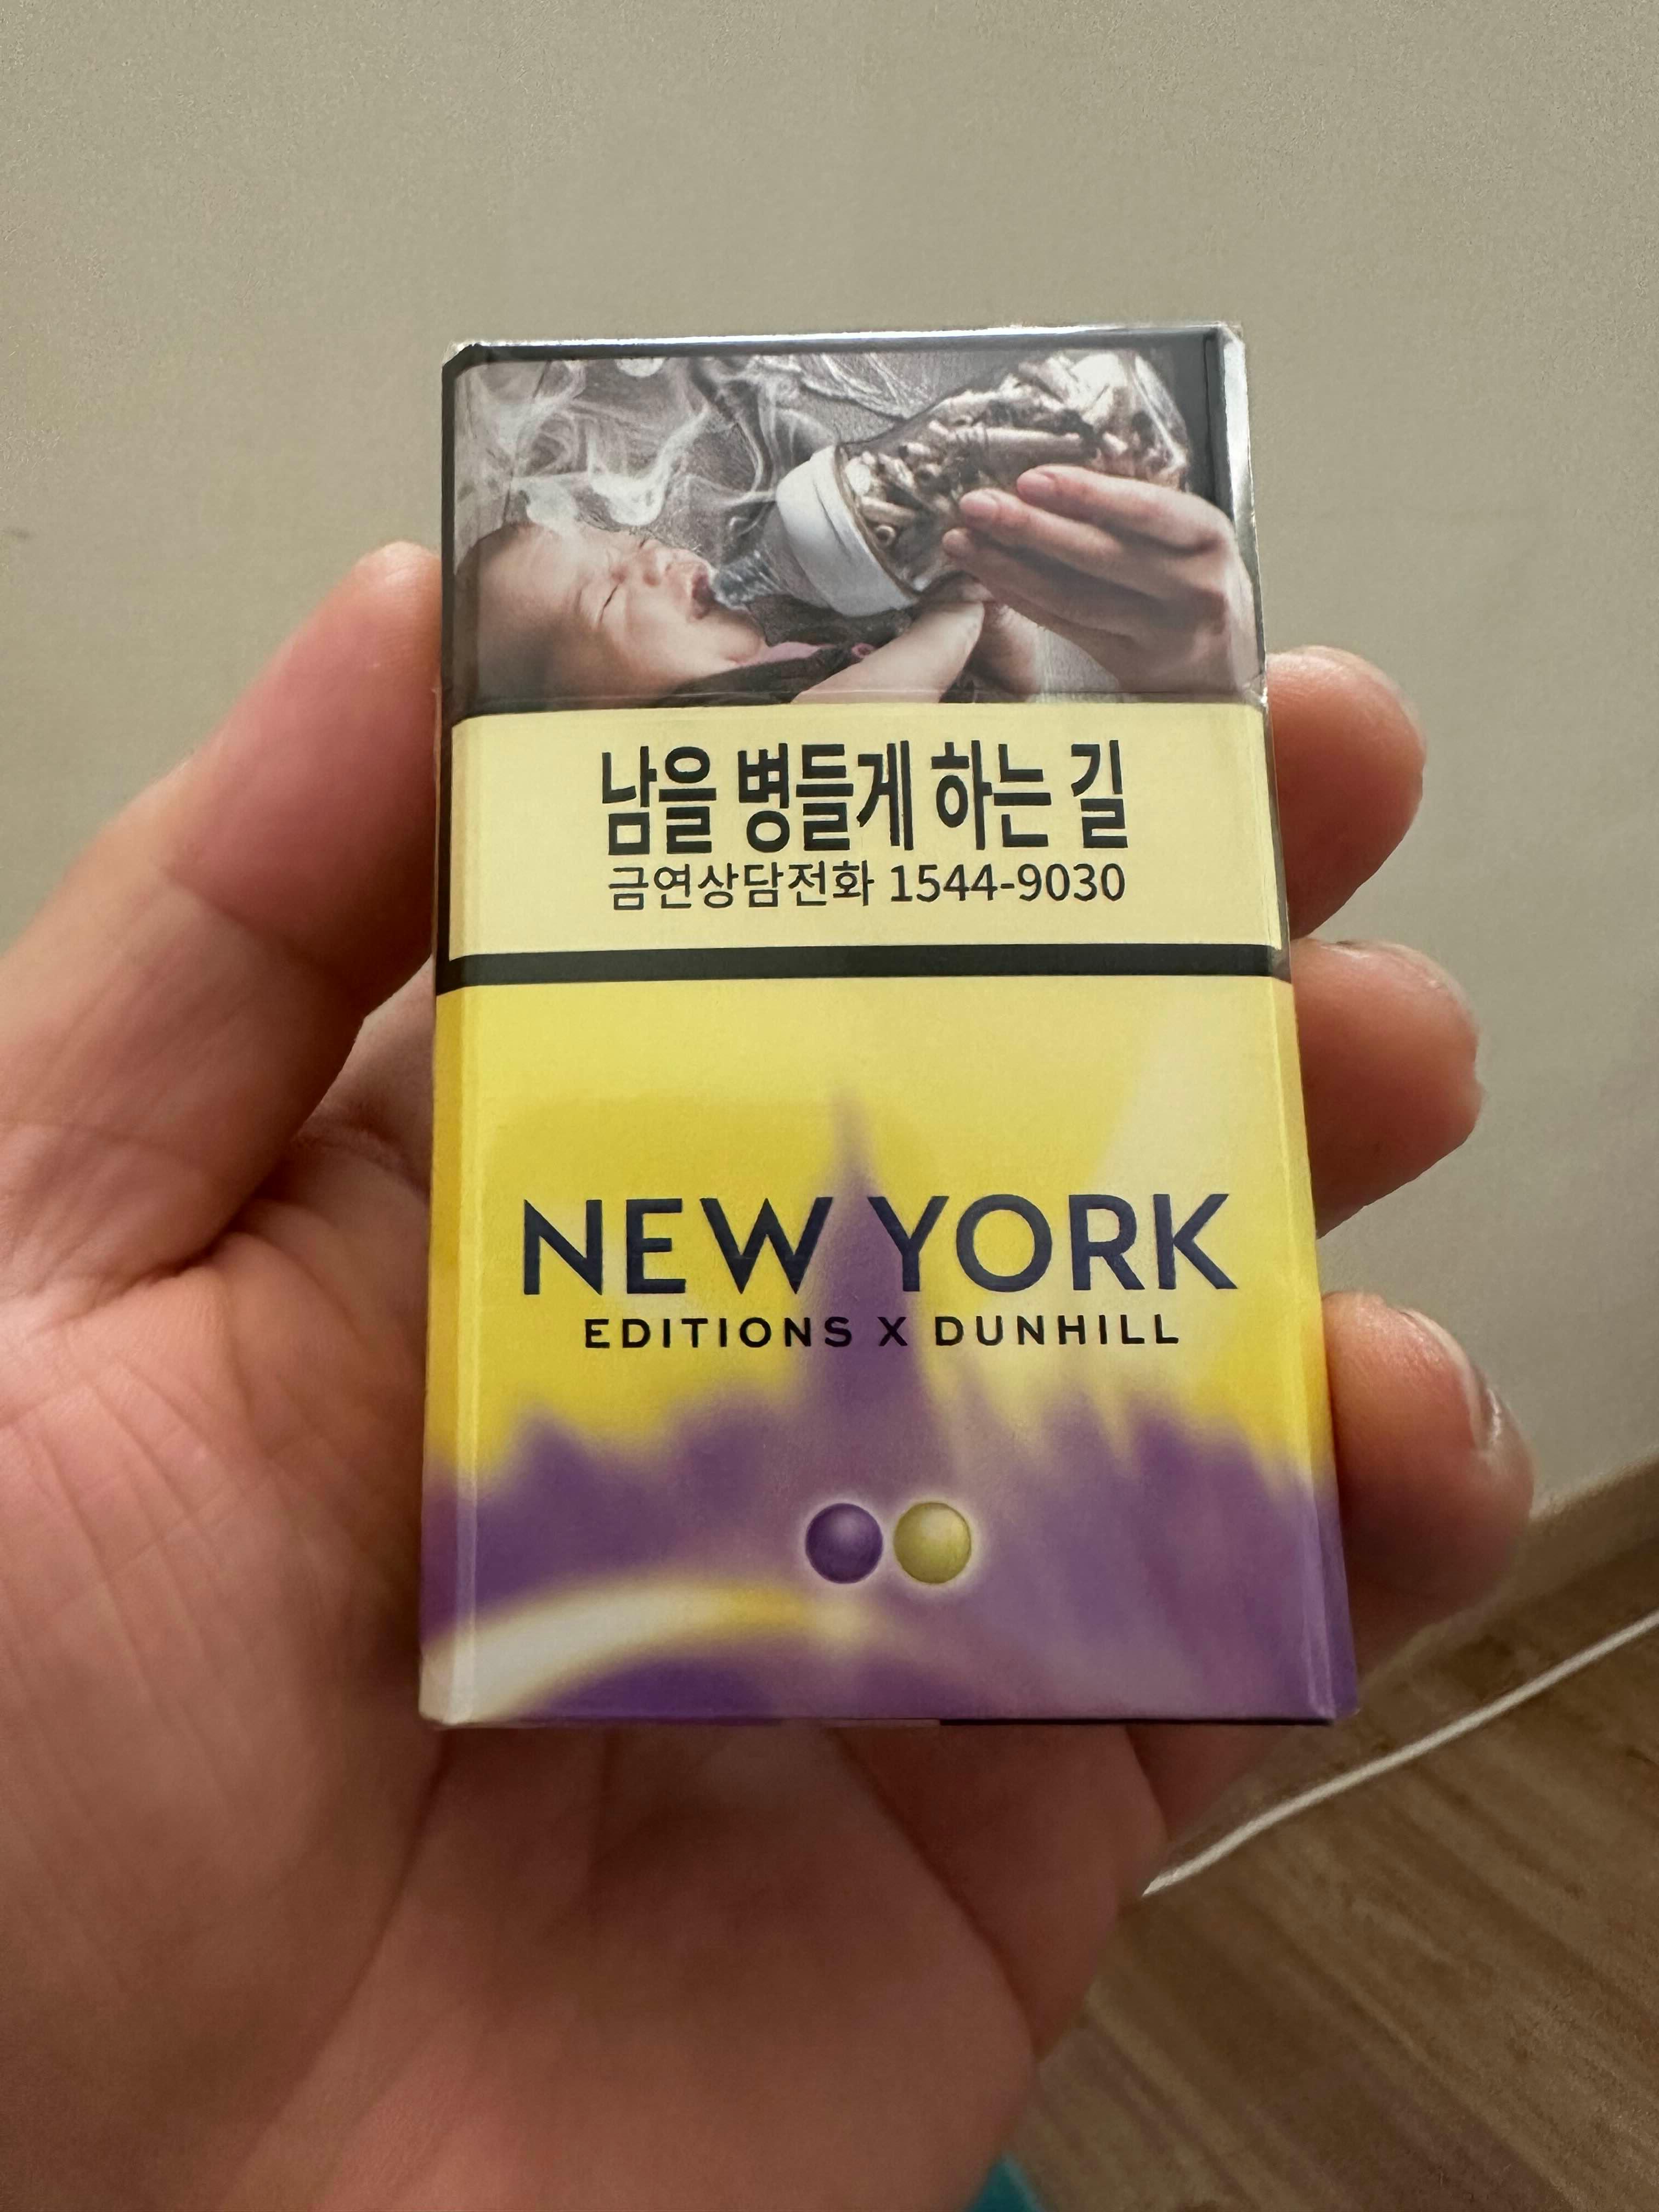 남을 병들게 하는 길
금연상담전화 1544-9030
NEW YORK
EDITIONS X DUNHILL